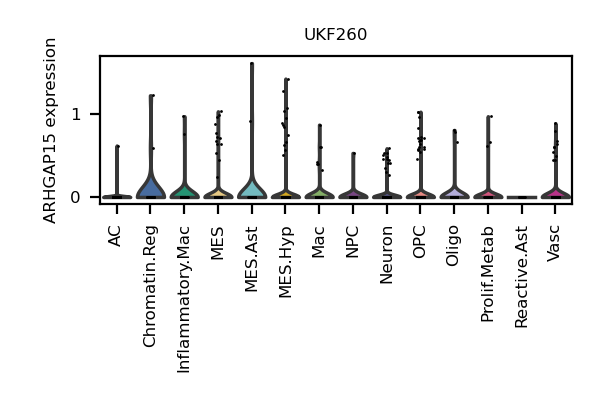 UKF260
ARHGAP15 expression
1
0
AC
Chromatin.Reg
Inflammatory.Mac
MES
MES.Ast
MES.Hyp
Mac
NPC
Neuron
OPC
Oligo
Prolif.Metab
Reactive.Ast
Vasc